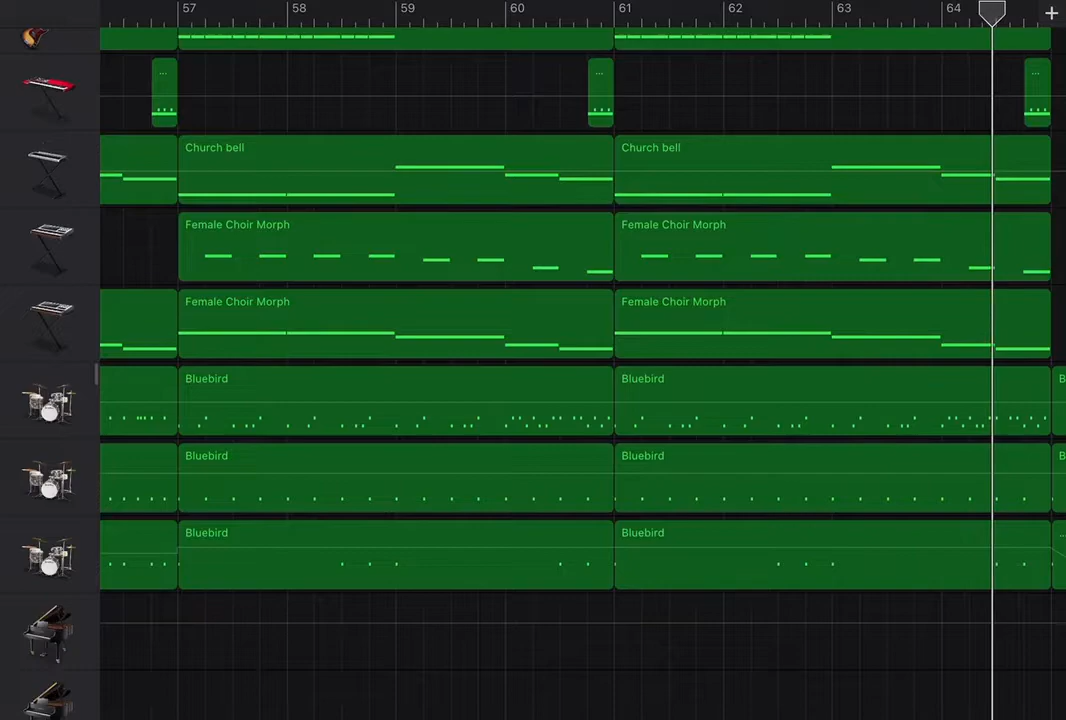 57 58 59 60 61 62 63 64 +
... ... ...
Church bell Church bell
Female Choir Morph Female Choir Morph
Female Choir Morph Female Choir Morph
Bluebird Bluebird B
Bluebird Bluebird B
Bluebird Bluebird ...